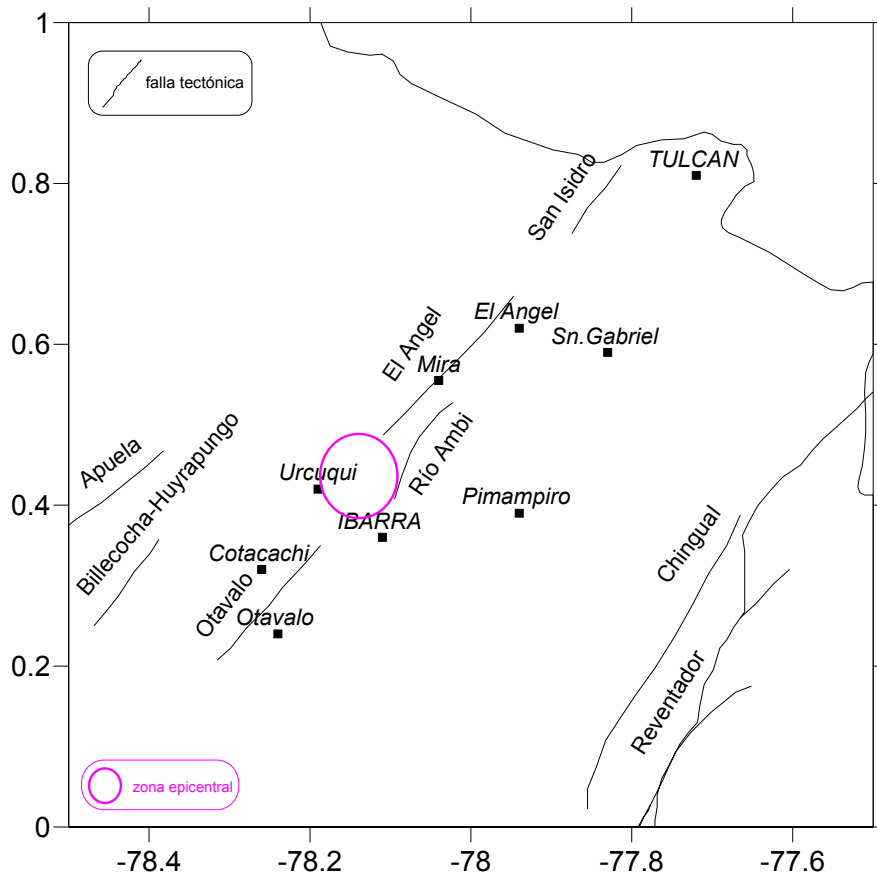 1
falla tectónica
TULCAN
San Isidro
0.8
El Angel
El Angel
Sn.Gabriel
0.6
Mira
Río Ambi
Apuela
Billecocha-Huyrapungo
Urcuqui
Pimampiro
0.4
IBARRA
Cotacachi
Chingual
Otavalo
Otavalo
0.2
Reventador
zona epicentral
0
-78.4
-78.2
-78
-77.8
-77.6